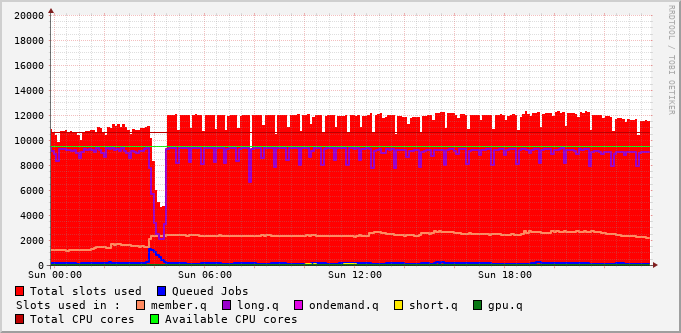 20000
18000
16000
14000
12000
10000
8000
6000
4000
2000
0
Sun 00:00 Sun 06:00 Sun 12:00 Sun 18:00
Total slots used Queued Jobs
Slots used in : member.q long.q ondemand.q short.q gpu.q
Total CPU cores Available CPU cores
RRDTOOL / TOBI OETIKER